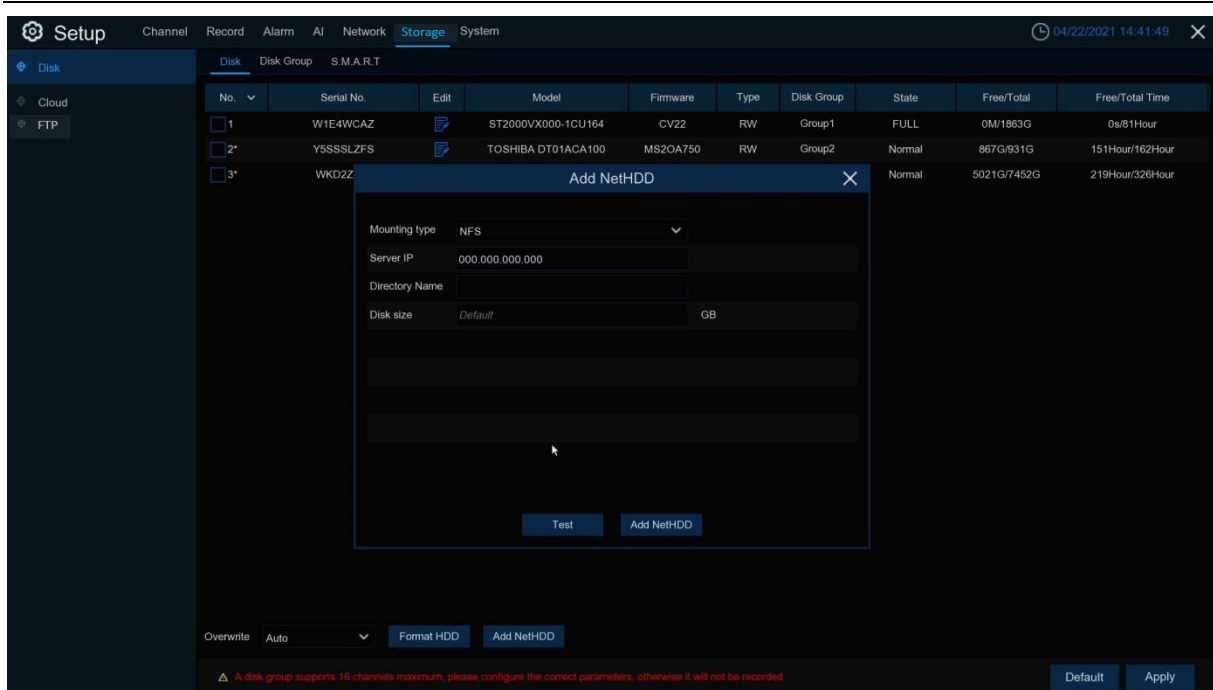 Setup Channel Record Alarm AI Network Storage System 04/22/2021 14:41:49
Disk
Cloud
FTP
Disk Disk Group S.M.A.R.T
No. Serial No. Edit Model Firmware Type Disk Group State Free/Total Free/Total Time
1 W1E4WCAZ ST2000VX000-1CU164 CV22 RW Group1 FULL 0M/1863G 0s/81Hour
2* Y5SSSLZFS TOSHIBA DT01ACA100 MS2OA750 RW Group2 Normal 867G/931G 151Hour/162Hour
3* WKD2Z Normal 5021G/7452G 219Hour/326Hour
Add NetHDD
Mounting type NFS
Server IP 000.000.000.000
Directory Name
Disk size Default GB
Test Add NetHDD
Overwrite Auto Format HDD Add NetHDD
A disk group supports 16 channels maximum, please configure the correct parameters, otherwise it will not be recorded.
Default Apply